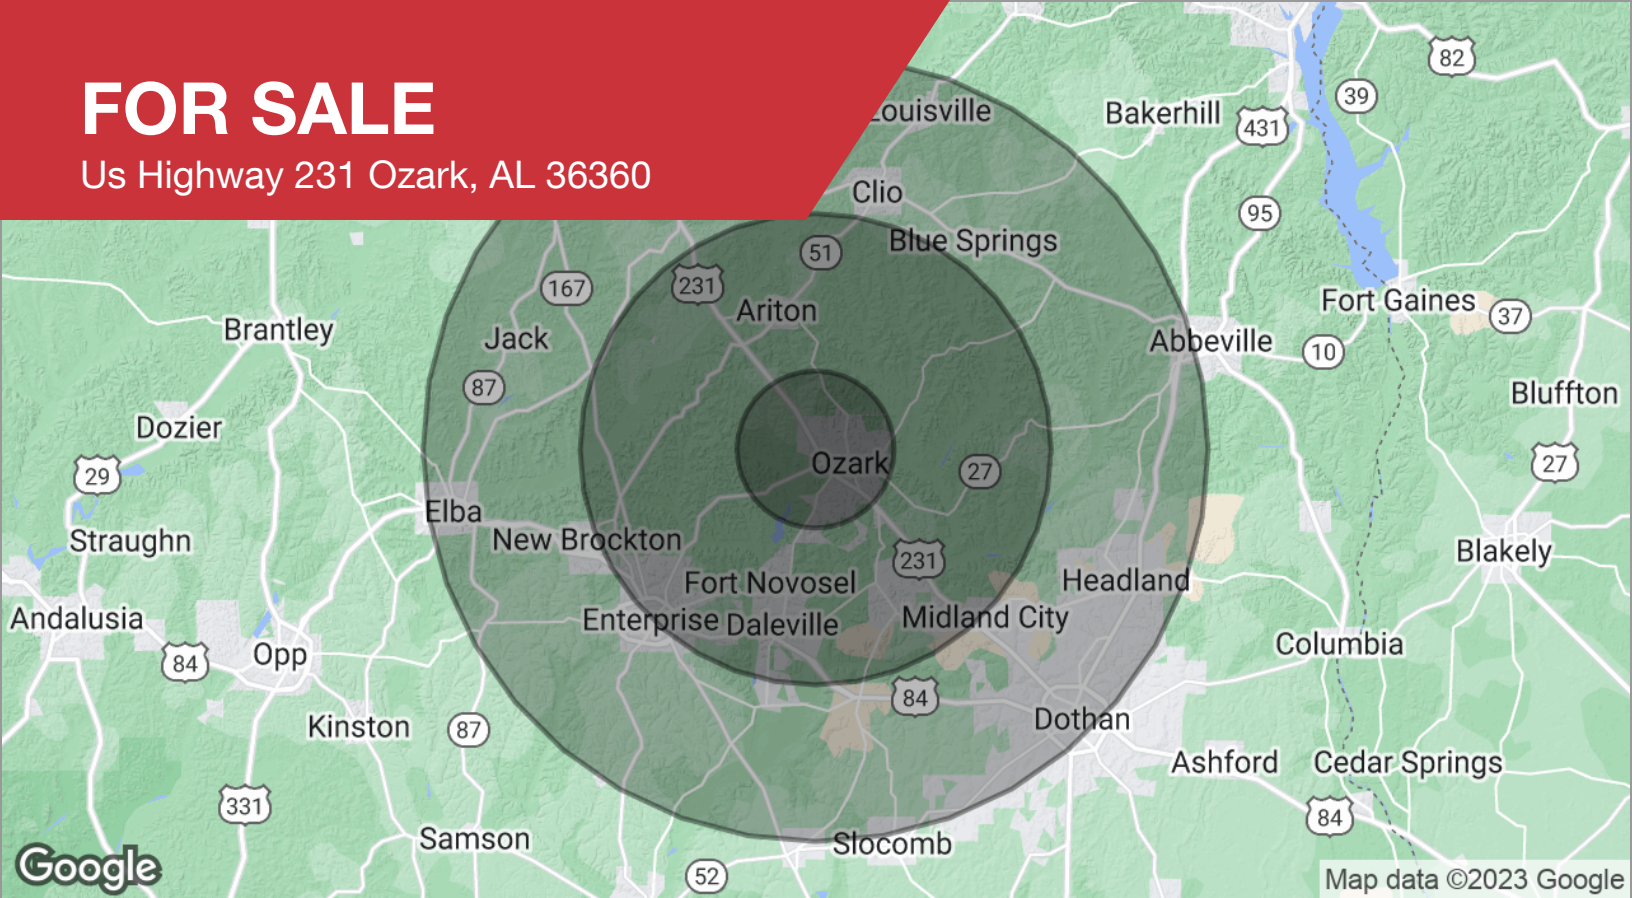 FOR SALE
Us Highway 231 Ozark, AL 36360
82
39
Louisville
Bakerhill
431
Clio
95
51
Blue Springs
167
231
Ariton
Fort Gaines
37
Brantley
Jack
Abbeville
10
87
Bluffton
Dozier
29
Ozark
27
27
Elba
Straughn
New Brockton
Blakely
231
Fort Novosel
Headland
Andalusia
Enterprise
Daleville
Midland City
Opp
84
Columbia
84
Kinston
87
Dothan
Ashford
Cedar Springs
331
84
Samson
Slocomb
Google
52
Map data ©2023 Google